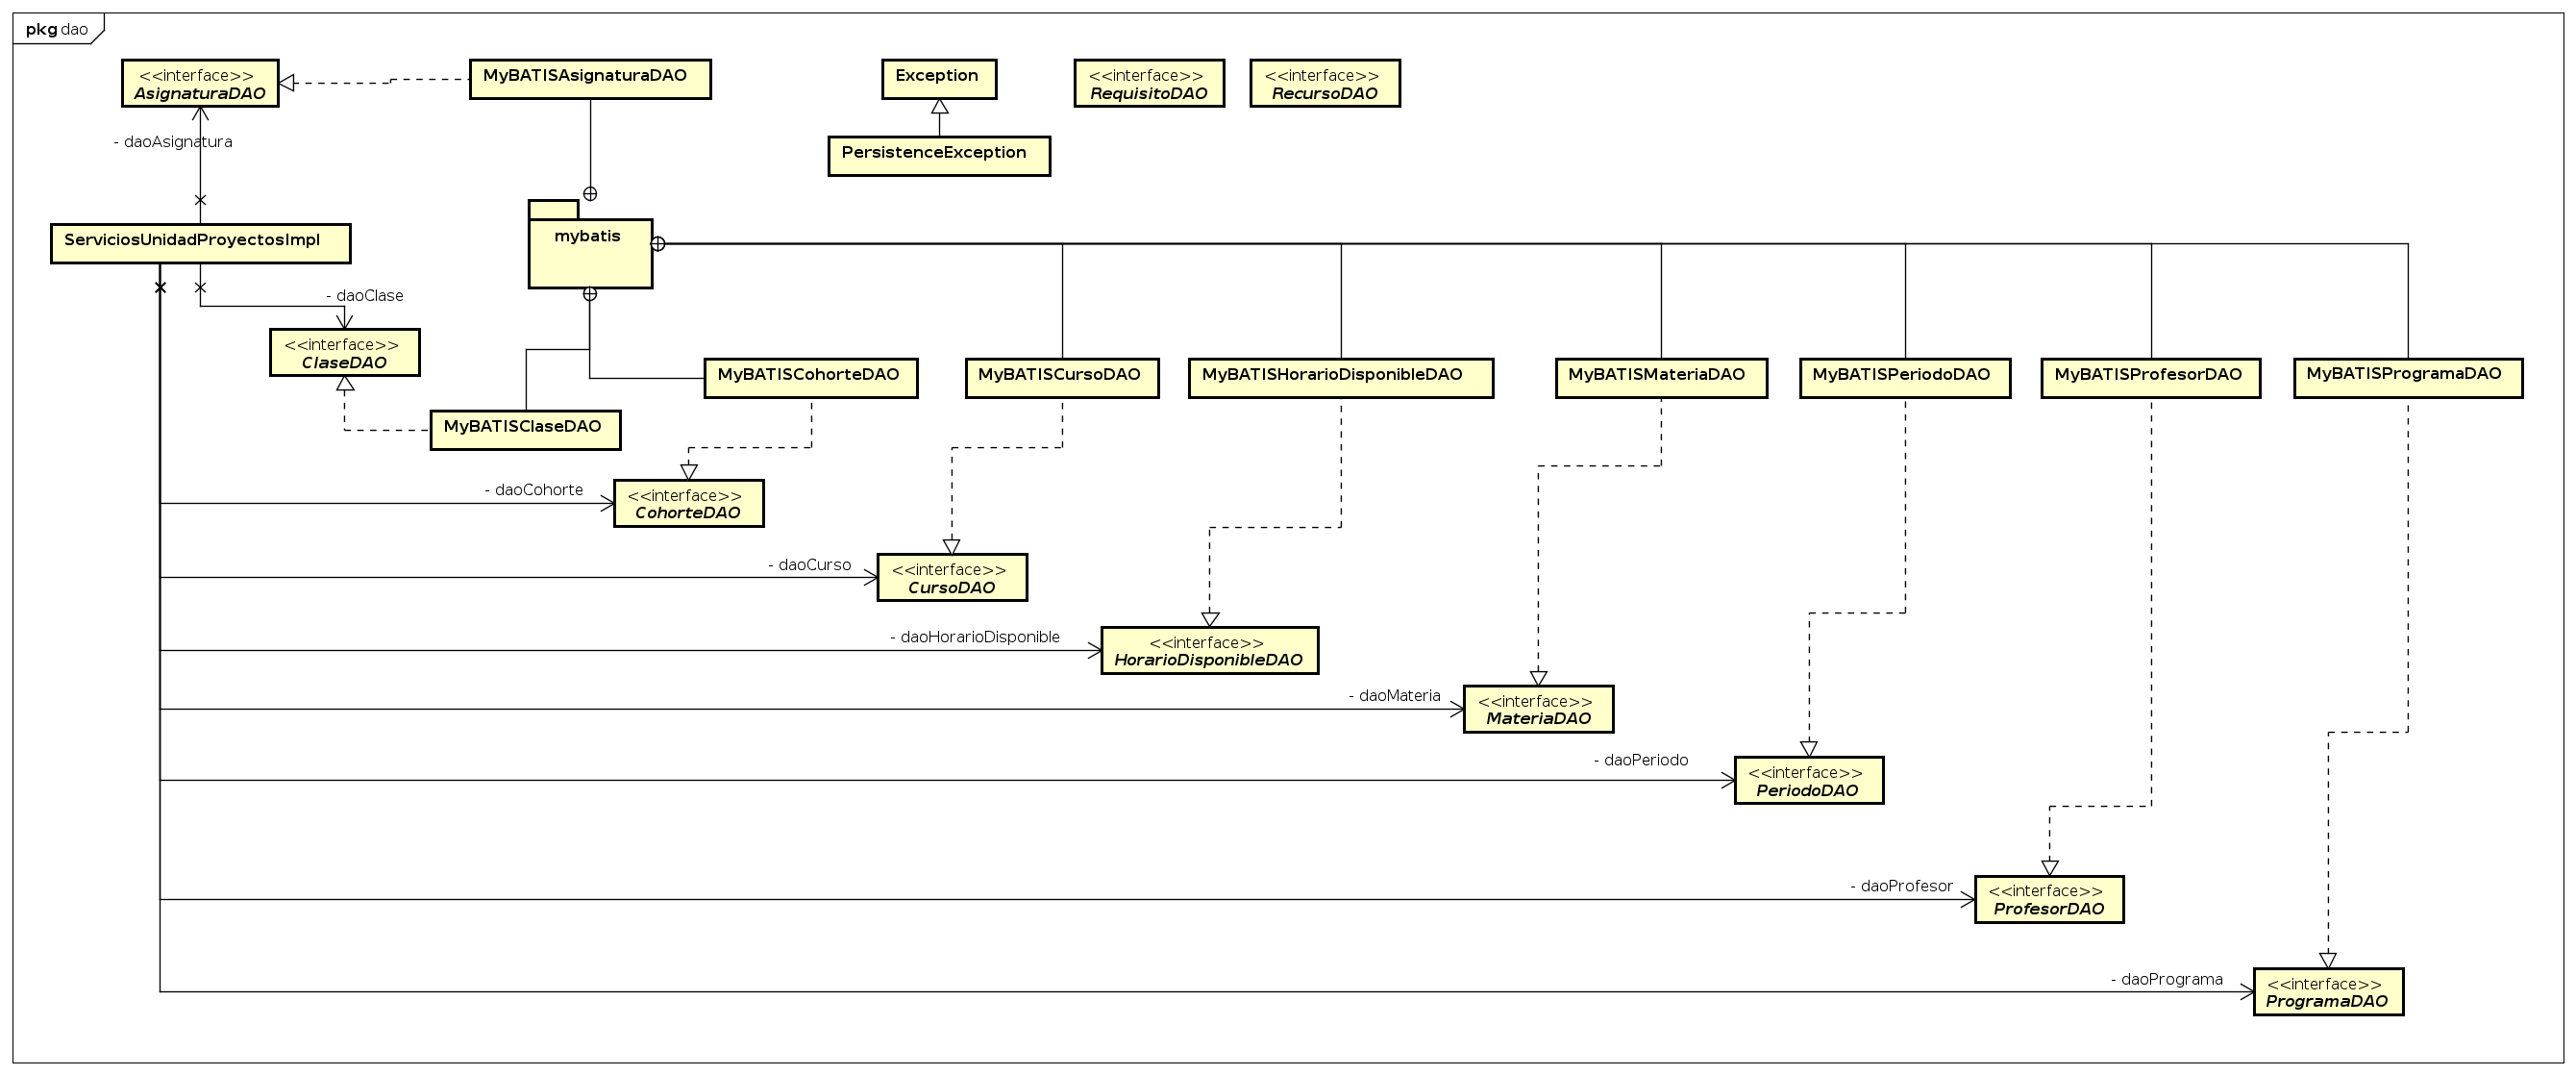 pkg dao
<<interface>>
AsignaturaDAO
MyBATISAsignaturaDAO
Exception
<<interface>>
RequisitoDAO
<<interface>>
RecursoDAO
- daoAsignatura
PersistenceException
ServiciosUnidadProyectosImpl
mybatis
- daoClase
<<interface>>
ClaseDAO
MyBATISCohorteDAO
MyBATISCursoDAO
MyBATISHorarioDisponibleDAO
MyBATISMateriaDAO
MyBATISPeriodoDAO
MyBATISProfesorDAO
MyBATISProgramaDAO
MyBATISClaseDAO
- daoCohorte
<<interface>>
CohorteDAO
- daoCurso
<<interface>>
CursoDAO
- daoHorarioDisponible
<<interface>>
HorarioDisponibleDAO
- daoMateria
<<interface>>
MateriaDAO
- daoPeriodo
<<interface>>
PeriodoDAO
- daoProfesor
<<interface>>
ProfesorDAO
- daoPrograma
<<interface>>
ProgramaDAO